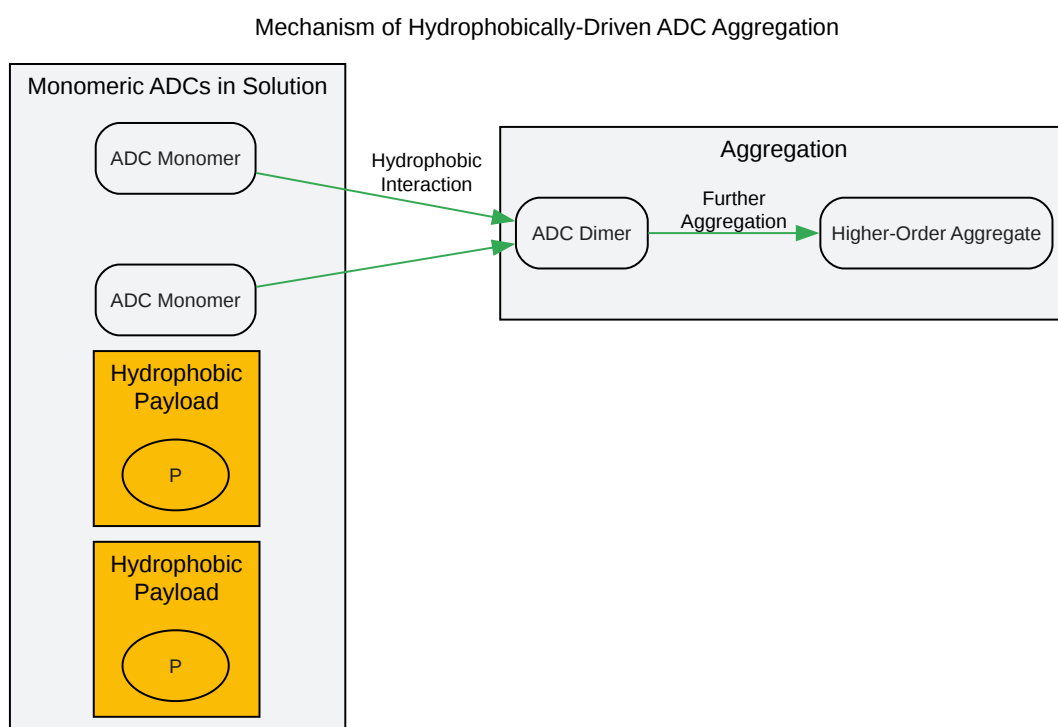 Mechanism of Hydrophobically-Driven ADC Aggregation
Monomeric ADCs in Solution
ADC Monomer
ADC Monomer
Hydrophobic
Payload
P
Hydrophobic
Payload
P
Hydrophobic
Interaction
Aggregation
ADC Dimer
Further
Aggregation
Higher-Order Aggregate